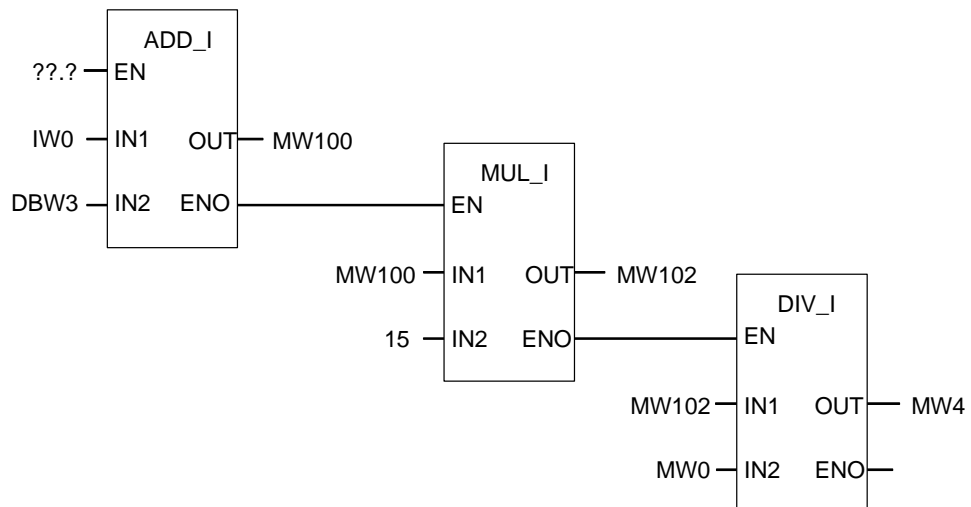 ADD_I
??.? EN
IW0 IN1 OUT MW100
DBW3 IN2 ENO
MUL_I
EN
MW100 IN1 OUT MW102
15 IN2 ENO
DIV_I
EN
MW102 IN1 OUT MW4
MW0 IN2 ENO